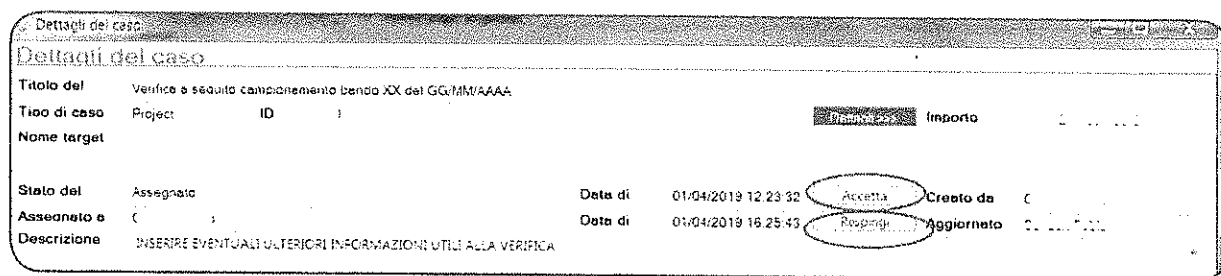 Dettagli del caso
Dettagli del caso
Titolo del Verifica a seguito campionamento bando XX del GG/MM/AAAA
Tipo di caso Project ID Importo
Nome target
Stato del Assegnato Data di 01/04/2019 12.23:32 Accetta Creato da
Assegnato a Data di 01/04/2019 16.25:43 Respingi Aggiornato
Descrizione INSERIRE EVENTUALI ULTERIORI INFORMAZIONI UTILI ALLA VERIFICA